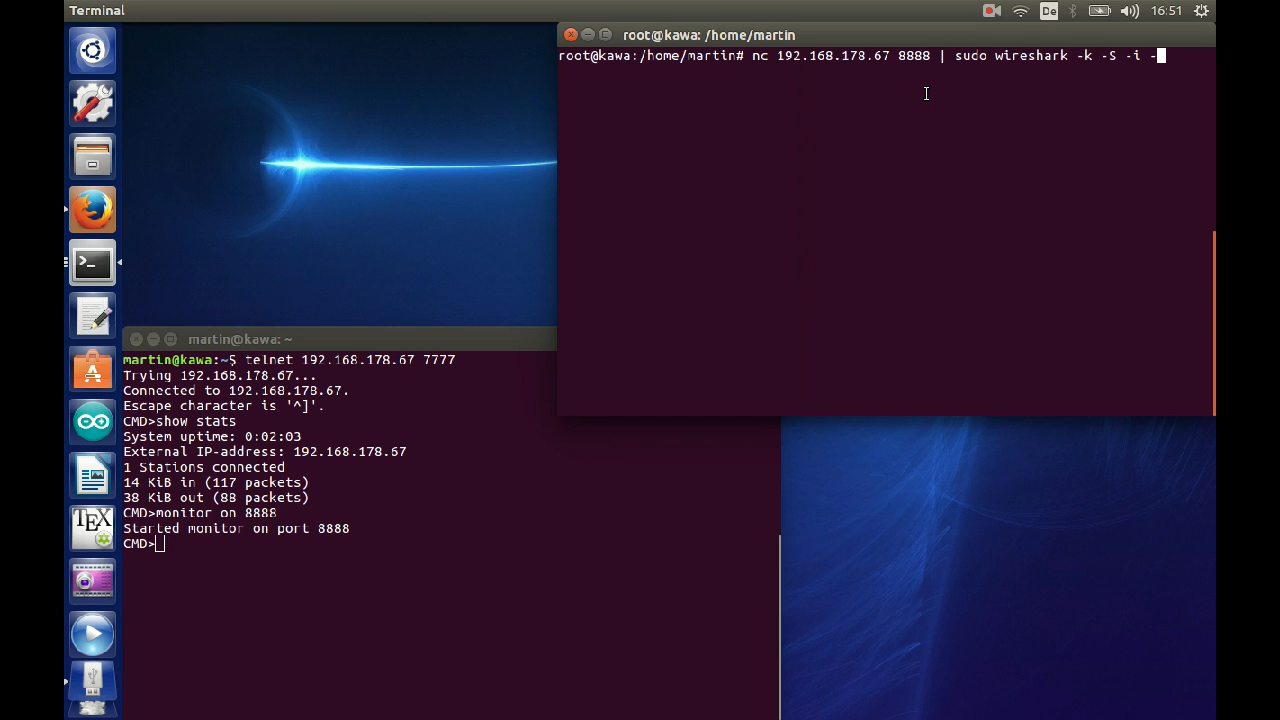 Terminal
De
16:51
root@kawa: /home/martin
root@kawa:/home/martin# nc 192.168.178.67 8888 | sudo wireshark -k -S -i -
martin@kawa: ~
martin@kawa:~$ telnet 192.168.178.67 7777
Trying 192.168.178.67...
Connected to 192.168.178.67.
Escape character is '^]'.
CMD>show stats
System uptime: 0:02:03
External IP-address: 192.168.178.67
1 Stations connected
14 KiB in (117 packets)
38 KiB out (88 packets)
CMD>monitor on 8888
Started monitor on port 8888
CMD>
TEX